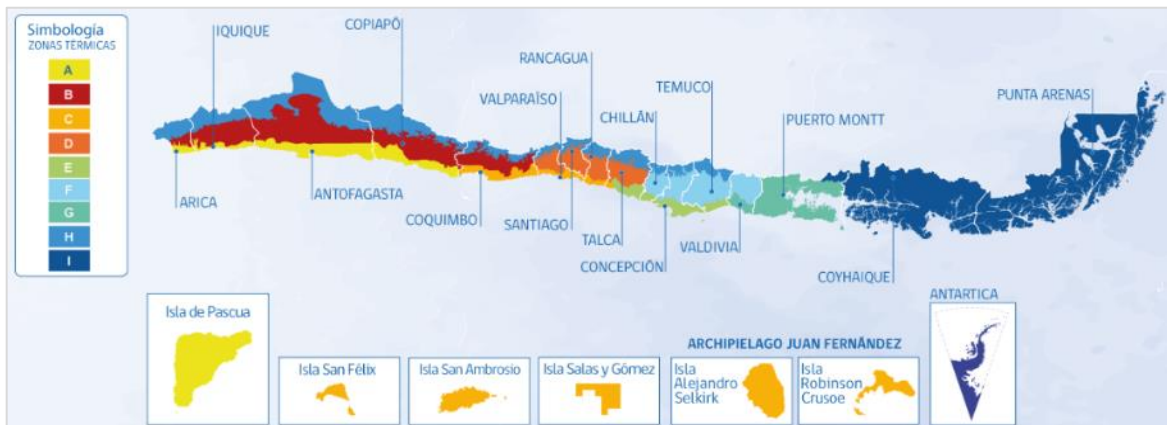 Simbología
ZONAS TÉRMICAS
A
B
C
D
E
F
G
H
I
IQUIQUE
COPIAPÓ
RANCAGUA
VALPARAÍSO
CHILLÁN
TEMUCO
PUERTO MONTT
PUNTA ARENAS
ARICA
ANTOFAGASTA
COQUIMBO
SANTIAGO
TALCA
CONCEPCIÓN
VALDIVIA
COYHAIQUE
Isla de Pascua
Isla San Félix
Isla San Ambrosio
Isla Salas y Gómez
ARCHIPIELAGO JUAN FERNÁNDEZ
Isla
Alejandro
Selkirk
Isla
Robinson
Crusoe
ANTARTICA